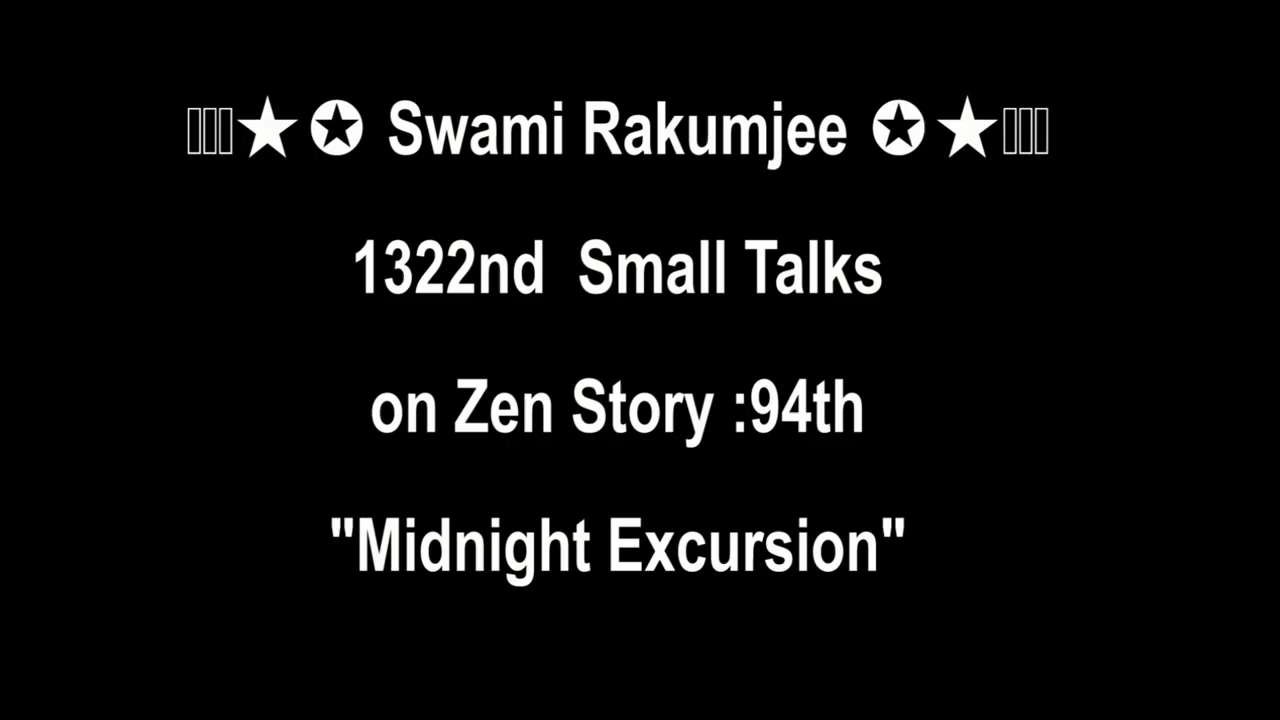 ★✪ Swami Rakumjee ✪★
1322nd  Small Talks
on Zen Story :94th
"Midnight Excursion"